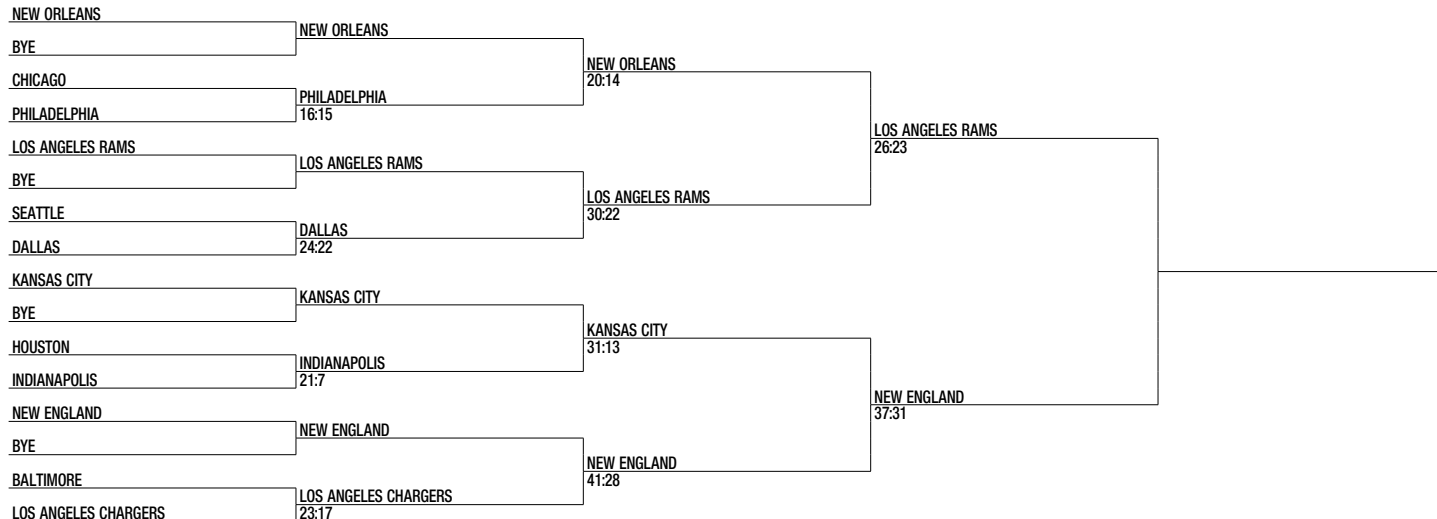 NEW ORLEANS
BYE
CHICAGO
PHILADELPHIA
LOS ANGELES RAMS
BYE
SEATTLE
DALLAS
KANSAS CITY
BYE
HOUSTON
INDIANAPOLIS
NEW ENGLAND
BYE
BALTIMORE
LOS ANGELES CHARGERS
NEW ORLEANS
PHILADELPHIA
16:15
LOS ANGELES RAMS
DALLAS
24:22
KANSAS CITY
INDIANAPOLIS
21:7
NEW ENGLAND
LOS ANGELES CHARGERS
23:17
NEW ORLEANS
20:14
LOS ANGELES RAMS
30:22
KANSAS CITY
31:13
NEW ENGLAND
41:28
LOS ANGELES RAMS
26:23
NEW ENGLAND
37:31